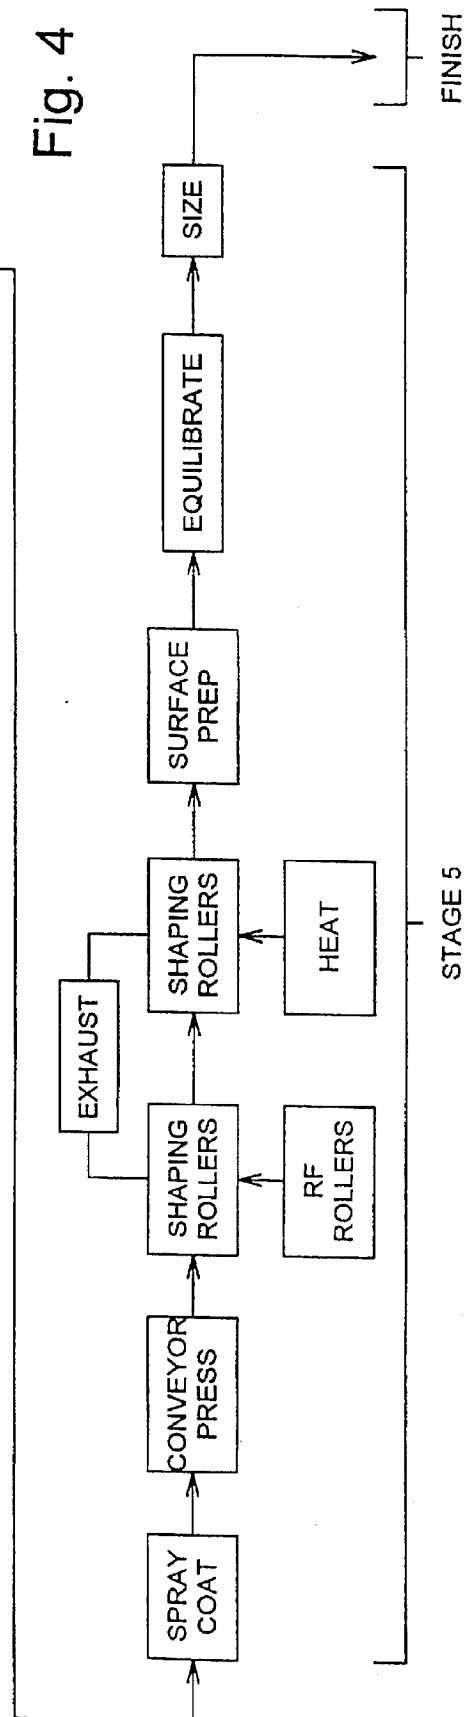 Fig. 4
SPRAY
COAT
CONVEYOR
PRESS
SHAPING
ROLLERS
EXHAUST
SHAPING
ROLLERS
RF
ROLLERS
HEAT
SURFACE
PREP
EQUILIBRATE
SIZE
STAGE 5
FINISH